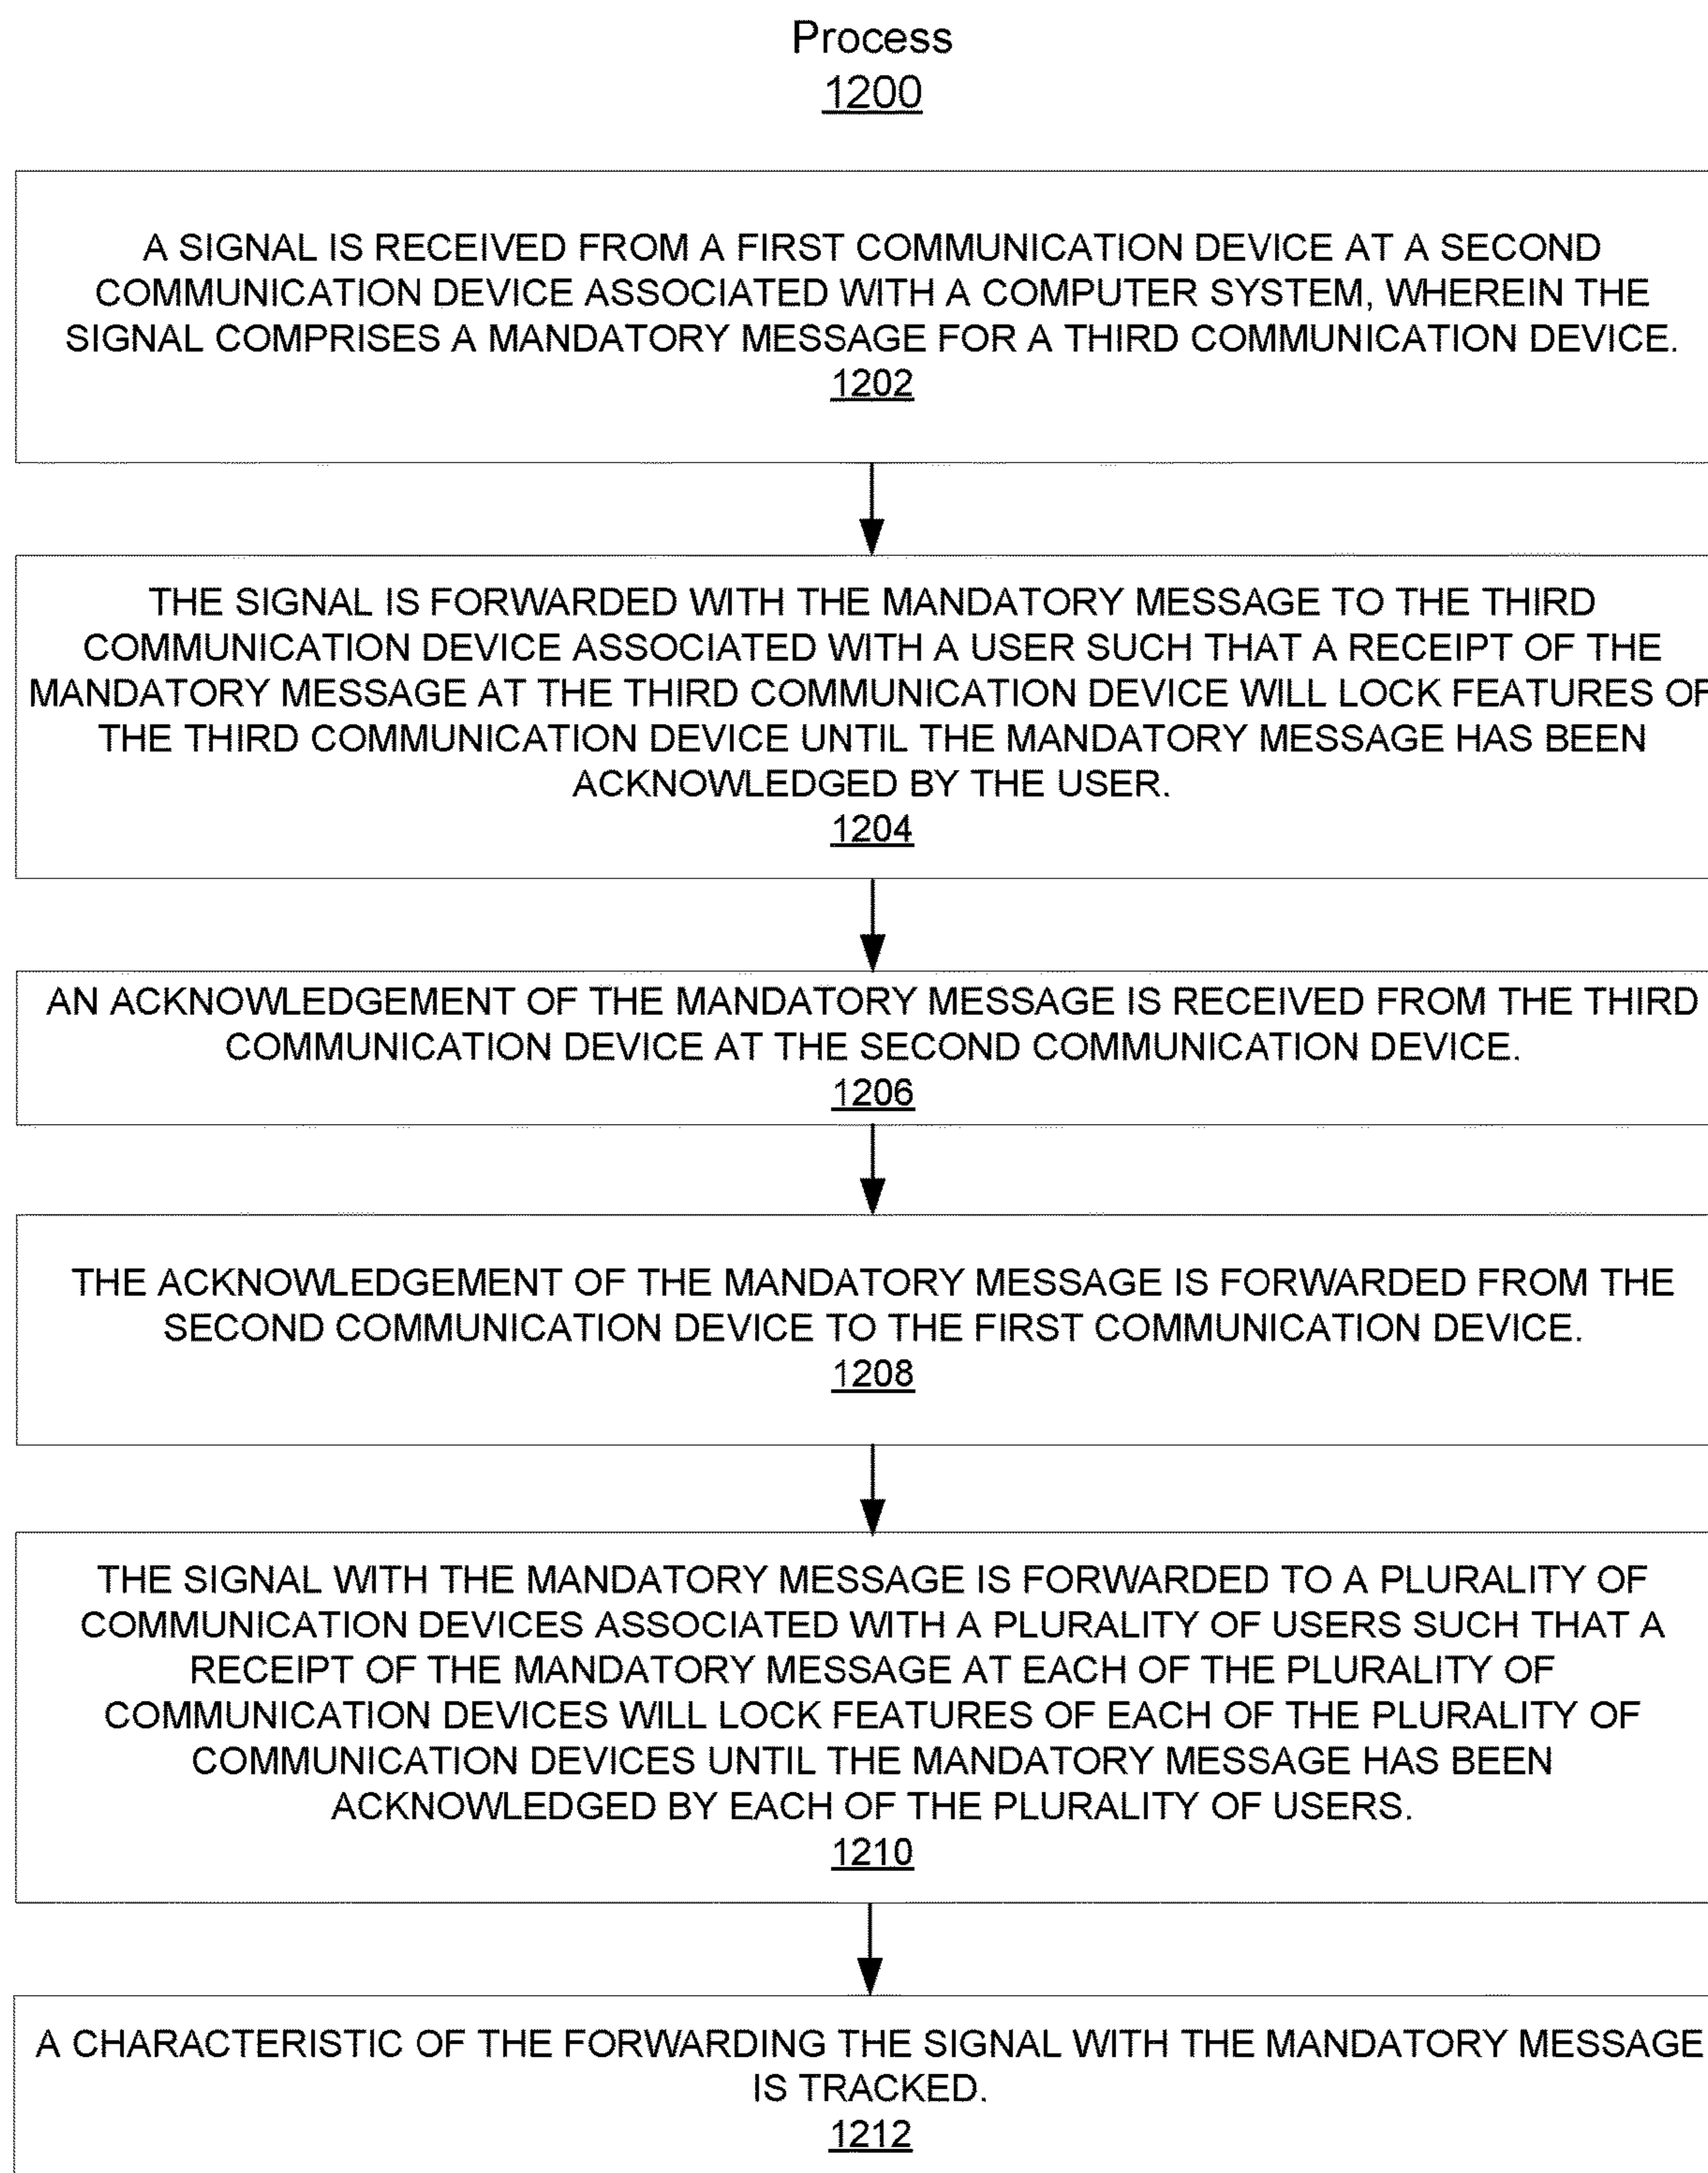 Process
1200
A SIGNAL IS RECEIVED FROM A FIRST COMMUNICATION DEVICE AT A SECOND
COMMUNICATION DEVICE ASSOCIATED WITH A COMPUTER SYSTEM, WHEREIN THE
SIGNAL COMPRISES A MANDATORY MESSAGE FOR A THIRD COMMUNICATION DEVICE.
1202
THE SIGNAL IS FORWARDED WITH THE MANDATORY MESSAGE TO THE THIRD
COMMUNICATION DEVICE ASSOCIATED WITH A USER SUCH THAT A RECEIPT OF THE
MANDATORY MESSAGE AT THE THIRD COMMUNICATION DEVICE WILL LOCK FEATURES OF
THE THIRD COMMUNICATION DEVICE UNTIL THE MANDATORY MESSAGE HAS BEEN
ACKNOWLEDGED BY THE USER.
1204
AN ACKNOWLEDGEMENT OF THE MANDATORY MESSAGE IS RECEIVED FROM THE THIRD
COMMUNICATION DEVICE AT THE SECOND COMMUNICATION DEVICE.
1206
THE ACKNOWLEDGEMENT OF THE MANDATORY MESSAGE IS FORWARDED FROM THE
SECOND COMMUNICATION DEVICE TO THE FIRST COMMUNICATION DEVICE.
1208
THE SIGNAL WITH THE MANDATORY MESSAGE IS FORWARDED TO A PLURALITY OF
COMMUNICATION DEVICES ASSOCIATED WITH A PLURALITY OF USERS SUCH THAT A
RECEIPT OF THE MANDATORY MESSAGE AT EACH OF THE PLURALITY OF
COMMUNICATION DEVICES WILL LOCK FEATURES OF EACH OF THE PLURALITY OF
COMMUNICATION DEVICES UNTIL THE MANDATORY MESSAGE HAS BEEN
ACKNOWLEDGED BY EACH OF THE PLURALITY OF USERS.
1210
A CHARACTERISTIC OF THE FORWARDING THE SIGNAL WITH THE MANDATORY MESSAGE
IS TRACKED.
1212